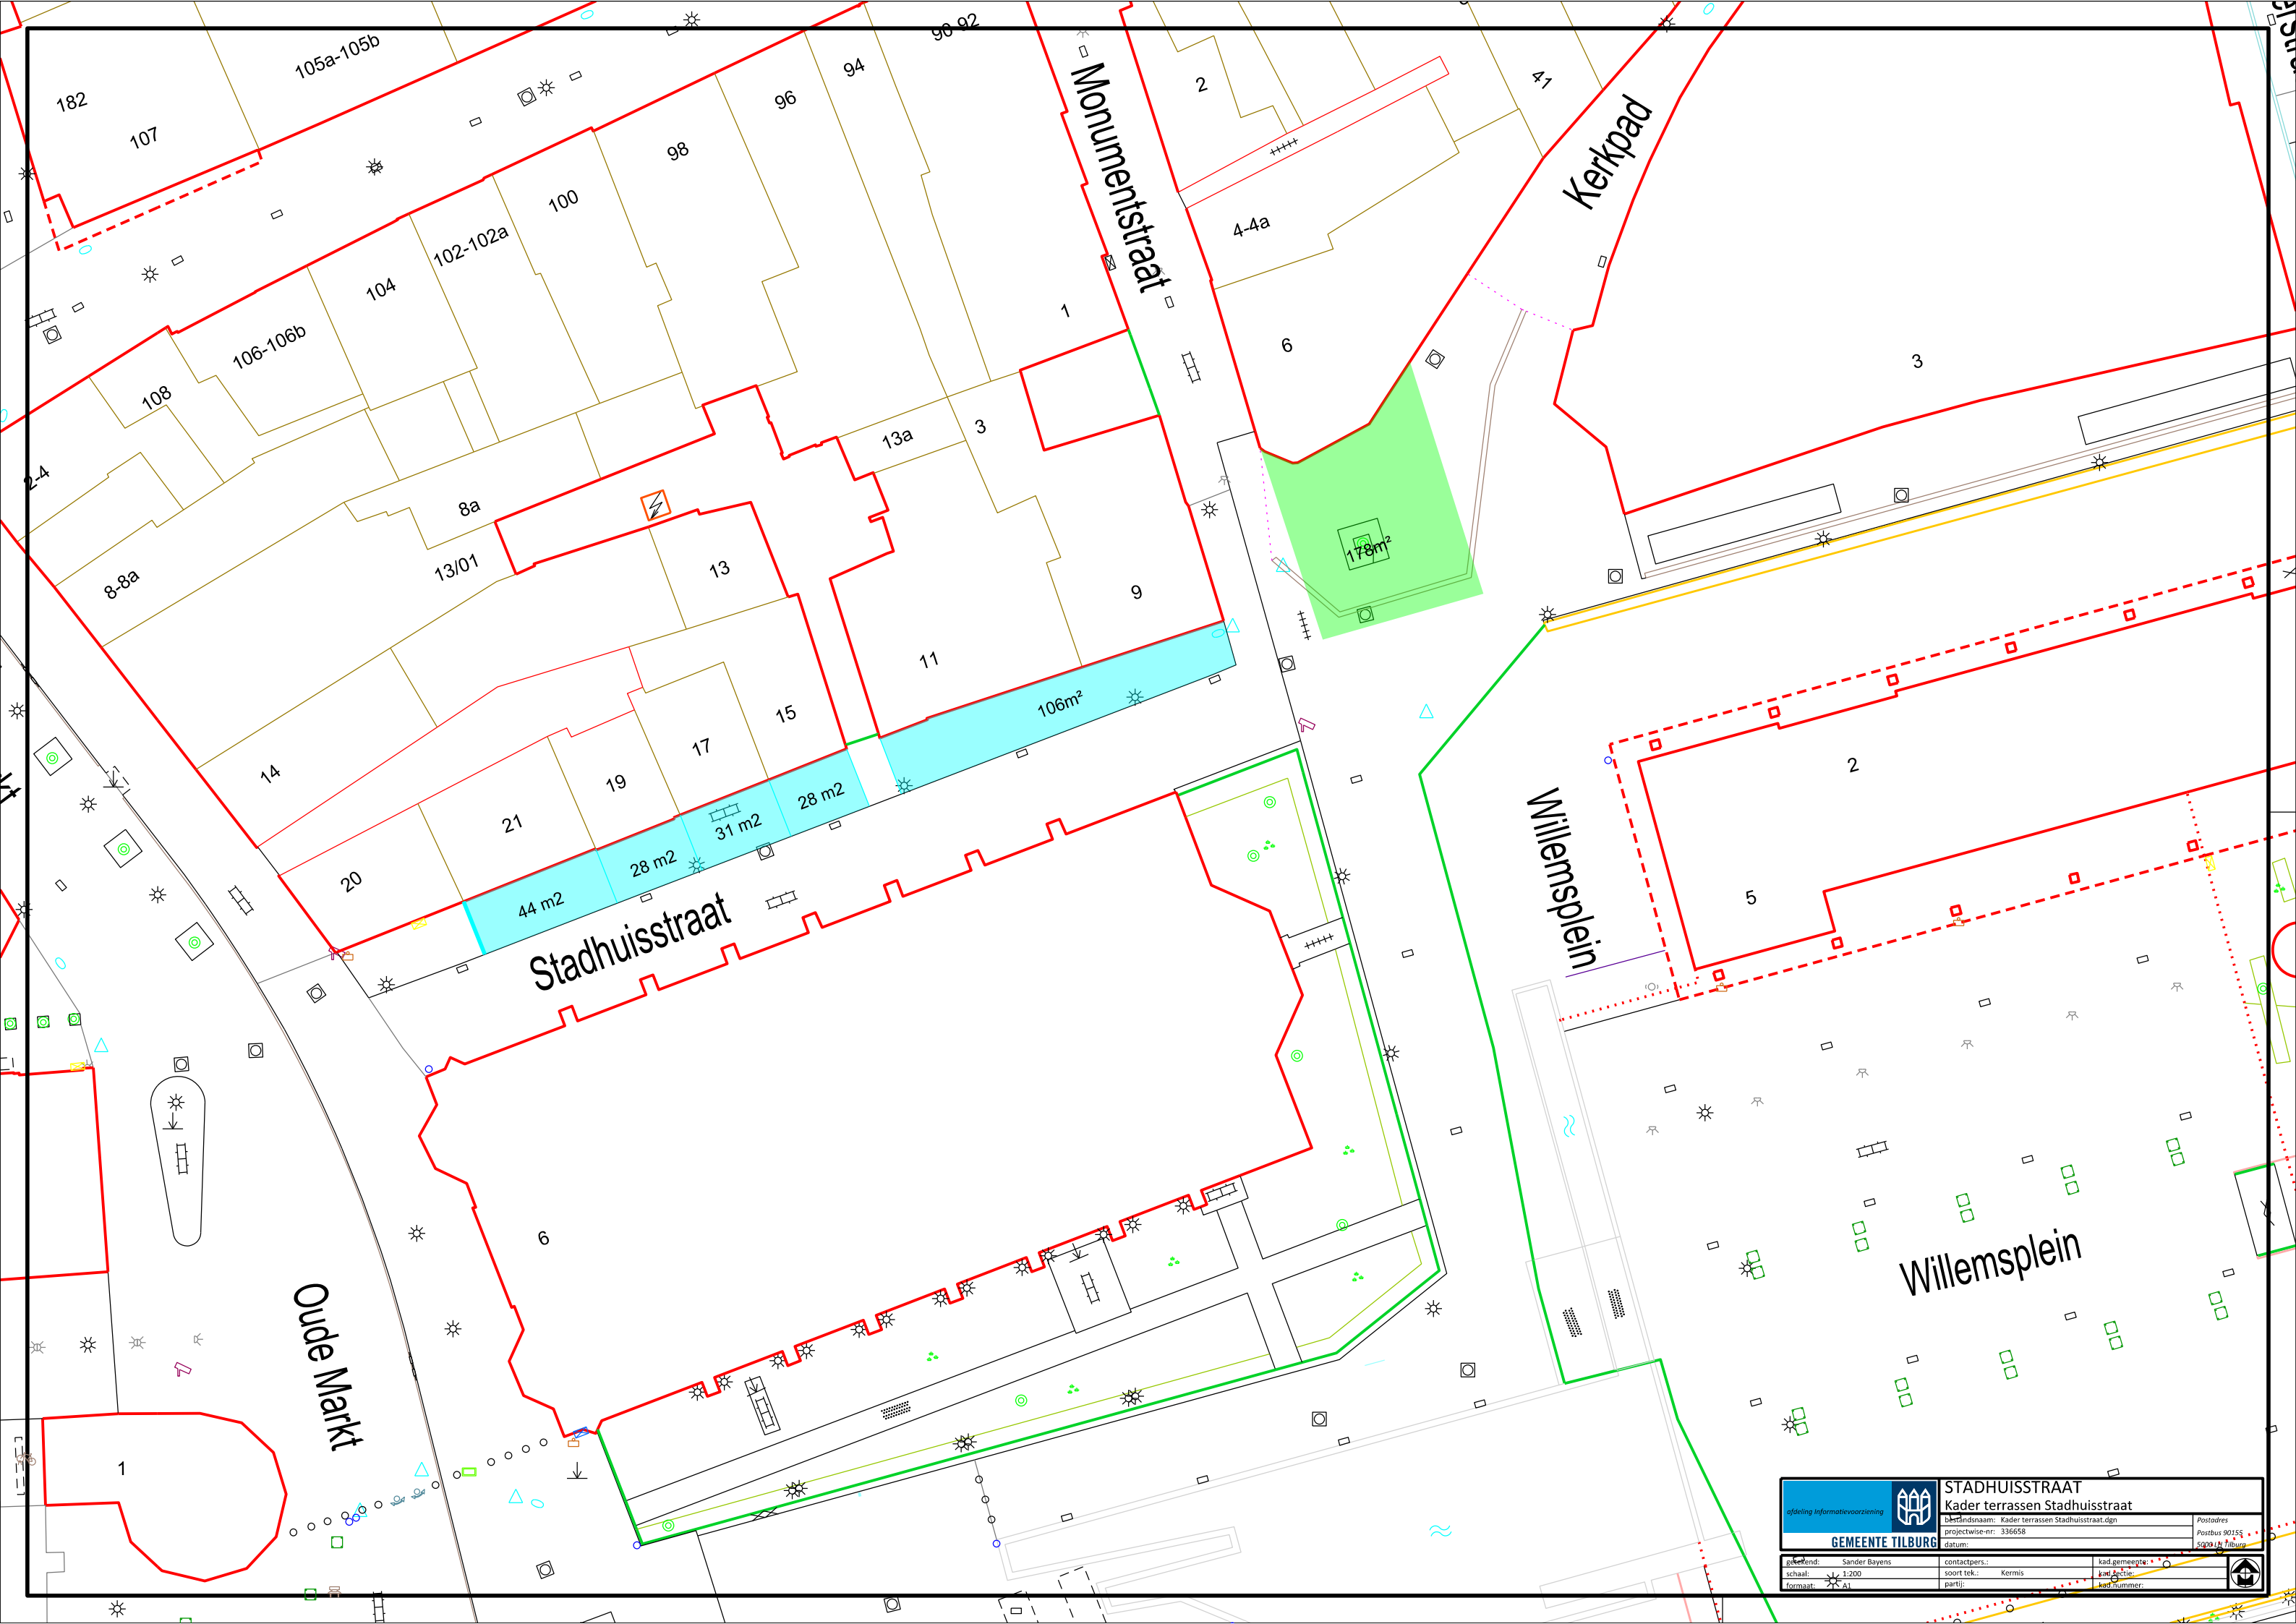 182
107
105a-105b
90-92
94
96
98
100
102-102a
104
106-106b
108
2-4
8-8a
8a
13/01
13
13a
3
1
Monumentstraat
2
41
Kerkpad
4-4a
6
178m²
3
9
11
106m²
15
17
19
21
20
14
28 m2
31 m2
28 m2
44 m2
Stadhuisstraat
Willemsplein
2
5
6
Oude Markt
1
Willemsplein
afdeling Informatievoorziening
GEMEENTE TILBURG
STADHUISSTRAAT
Kader terrassen Stadhuisstraat
bestandsnaam: Kader terrassen Stadhuisstraat.dgn
projectwise-nr: 336658
datum:
Postadres
Postbus 90155
5000 LH Tilburg
getekend: Sander Bayens
schaal: 1:200
formaat: A1
contactpers.:
soort tek.: Kermis
partij:
kad.gemeente:
kad.sectie:
kad.nummer: